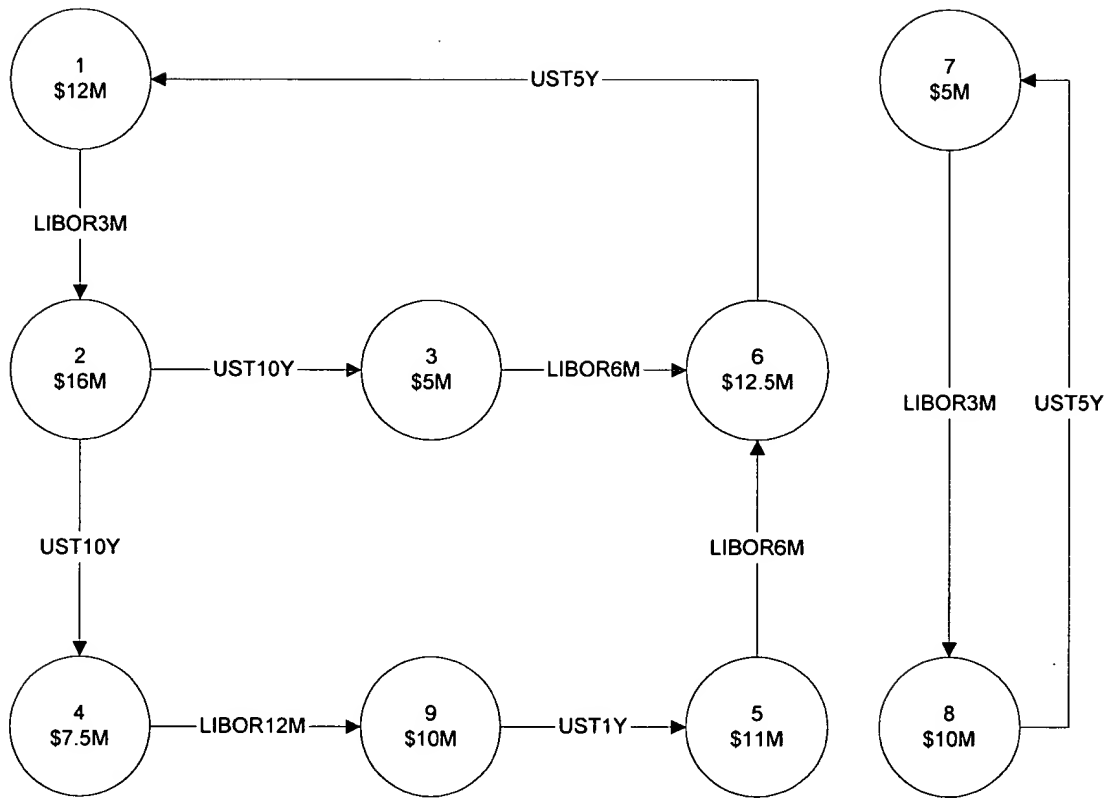 1
$12M
UST5Y
7
$5M
LIBOR3M
2
$16M
UST10Y
3
$5M
LIBOR6M
6
$12.5M
LIBOR3M
UST5Y
UST10Y
LIBOR6M
4
$7.5M
LIBOR12M
9
$10M
UST1Y
5
$11M
8
$10M